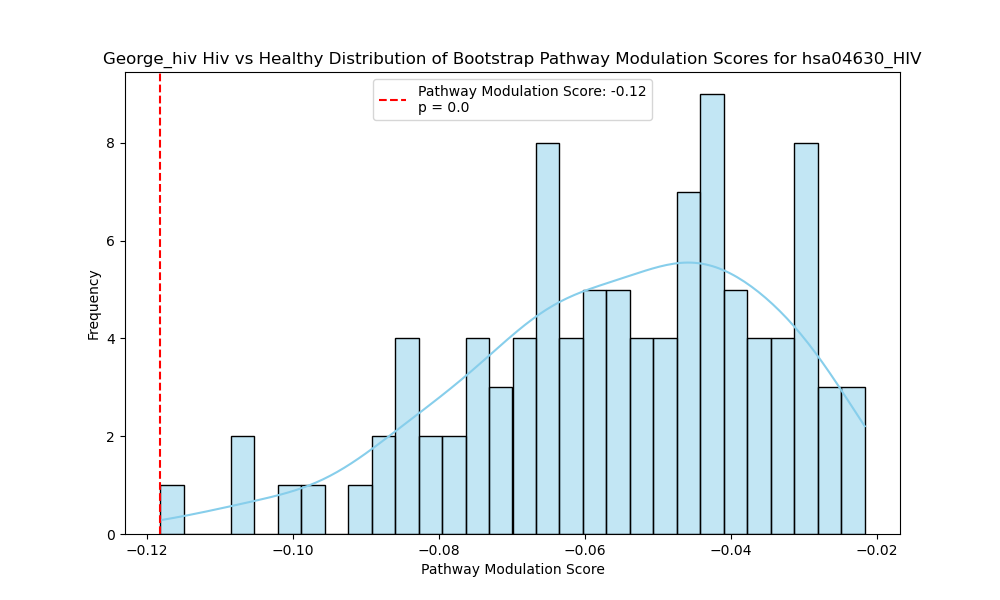 George_hiv Hiv vs Healthy Distribution of Bootstrap Pathway Modulation Scores for hsa04630_HIV
Pathway Modulation Score: -0.12
p = 0.0
8
6
4
2
0
Frequency
−0.12
−0.10
−0.08
−0.06
−0.04
−0.02
Pathway Modulation Score